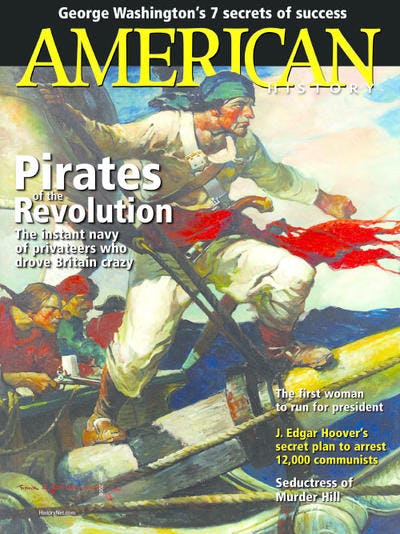 George Washington's 7 secrets of success
AMERICAN
HISTORY
Pirates
of the
Revolution
The instant navy
of privateers who
drove Britain crazy
The first woman
to run for president
J. Edgar Hoover's
secret plan to arrest
12,000 communists
Seductress of
Murder Hill
HistoryNet.com